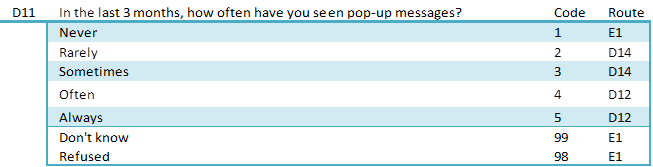 D11 In the last 3 months, how often have you seen pop-up messages? Code Route
Never 1 E1
Rarely 2 D14
Sometimes 3 D14
Often 4 D12
Always 5 D12
Don't know 99 E1
Refused 98 E1